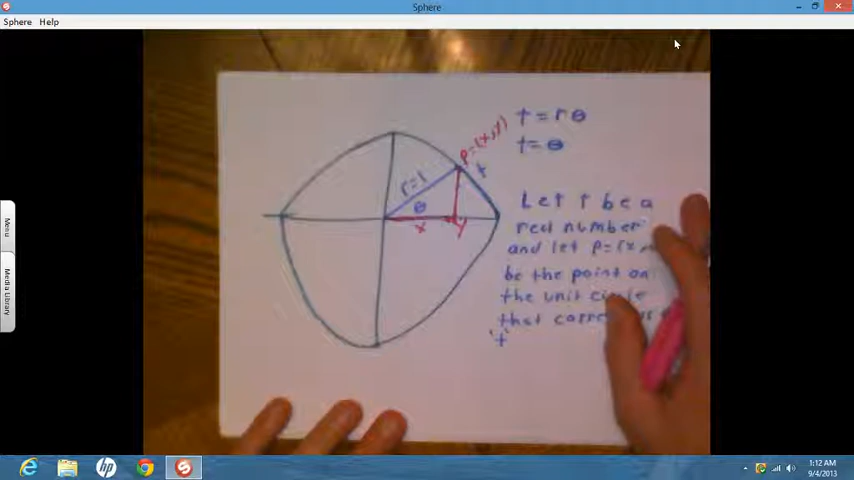 Sphere
Sphere Help
Menu
Media Library
t = r θ
t = θ
P=(x,y)
t
r=1
θ
x
y
Let t be a
real number
and let P=(x,
be the point on
the unit circle
that
't'
1:12 AM
9/4/2013